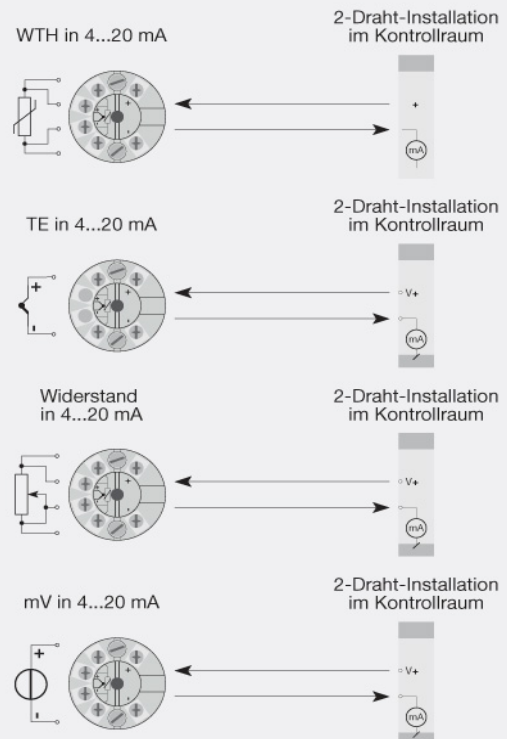 2-Draht-Installation
im Kontrollraum
WTH in 4...20 mA
+
-
+
mA
2-Draht-Installation
im Kontrollraum
TE in 4...20 mA
+
-
+
-
V+
mA
2-Draht-Installation
im Kontrollraum
Widerstand
in 4...20 mA
+
-
V+
mA
2-Draht-Installation
im Kontrollraum
mV in 4...20 mA
+
-
+
-
V+
mA